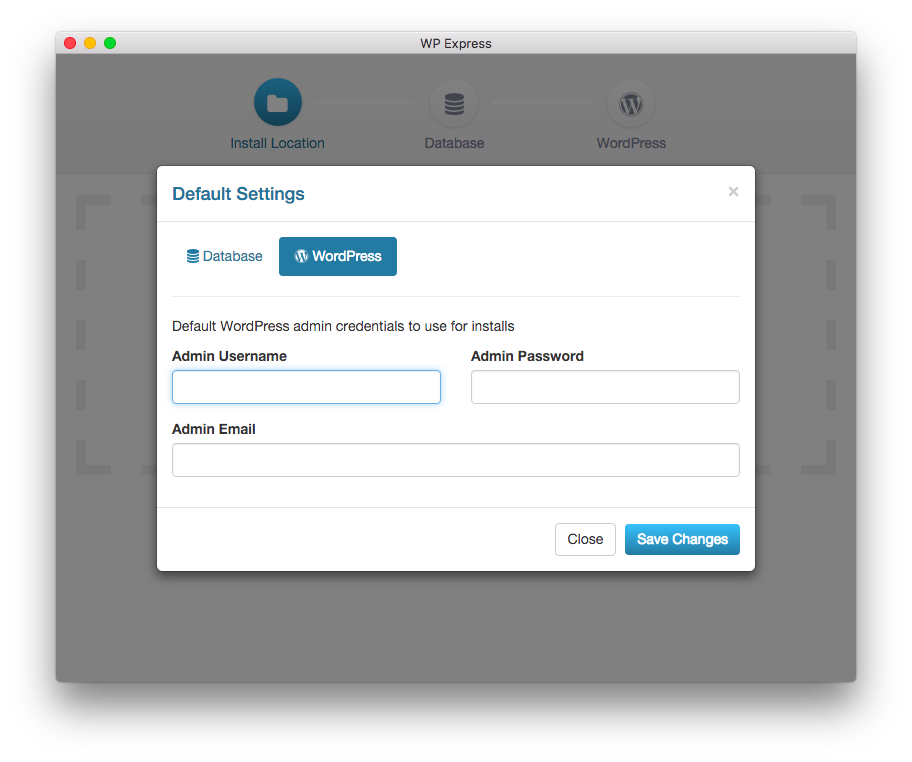 WP Express
Install Location
Database
WordPress
Default Settings
×
Database
WordPress
Default WordPress admin credentials to use for installs
Admin Username
Admin Password
Admin Email
Close
Save Changes